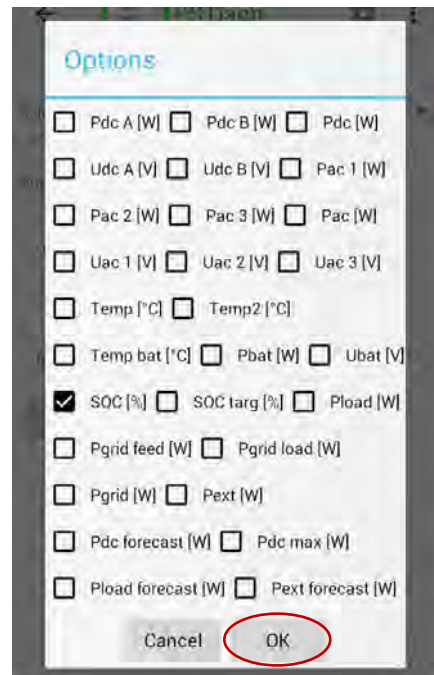 Options
Pdc A [W] Pdc B [W] Pdc [W]
Udc A [V] Udc B [V] Pac 1 [W]
Pac 2 [W] Pac 3 [W] Pac [W]
Uac 1 [V] Uac 2 [V] Uac 3 [V]
Temp [°C] Temp2 [°C]
Temp bat [°C] Pbat [W] Ubat [V]
SOC [%] SOC targ [%] Pload [W]
Pgrid feed [W] Pgrid load [W]
Pgrid [W] Pext [W]
Pdc forecast [W] Pdc max [W]
Pload forecast [W] Pext forecast [W]
Cancel OK